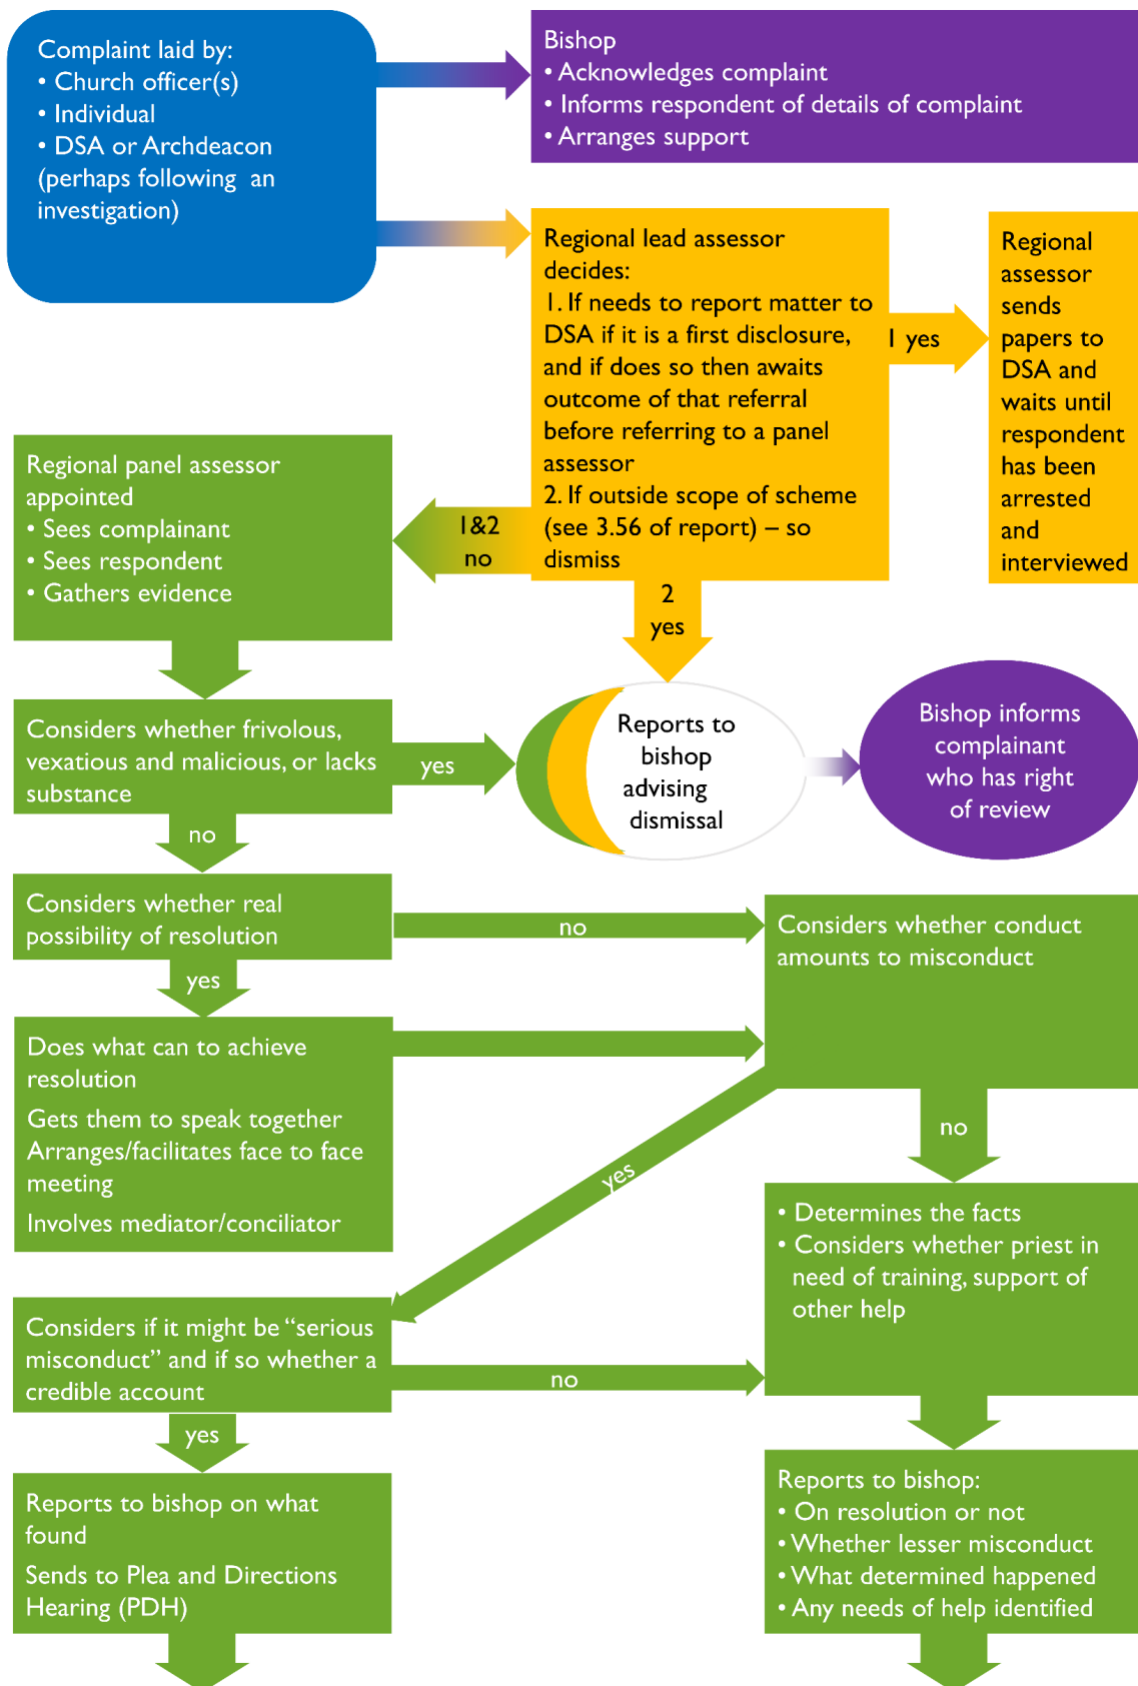 Complaint laid by:
• Church officer(s)
• Individual
• DSA or Archdeacon
(perhaps following an
investigation)
Bishop
• Acknowledges complaint
• Informs respondent of details of complaint
• Arranges support
Regional lead assessor
decides:
1. If needs to report matter to
DSA if it is a first disclosure,
and if does so then awaits
outcome of that referral
before referring to a panel
assessor
2. If outside scope of scheme
(see 3.56 of report) – so
dismiss
1 yes
Regional
assessor
sends
papers to
DSA and
waits until
respondent
has been
arrested
and
interviewed
1&2
no
2
yes
Regional panel assessor
appointed
• Sees complainant
• Sees respondent
• Gathers evidence
Considers whether frivolous,
vexatious and malicious, or lacks
substance
yes
Reports to
bishop
advising
dismissal
Bishop informs
complainant
who has right
of review
no
Considers whether real
possibility of resolution
no
Considers whether conduct
amounts to misconduct
yes
Does what can to achieve
resolution
Gets them to speak together
Arranges/facilitates face to face
meeting
Involves mediator/conciliator
yes
no
• Determines the facts
• Considers whether priest in
need of training, support of
other help
Considers if it might be “serious
misconduct” and if so whether a
credible account
no
yes
Reports to bishop on what
found
Sends to Plea and Directions
Hearing (PDH)
Reports to bishop:
• On resolution or not
• Whether lesser misconduct
• What determined happened
• Any needs of help identified